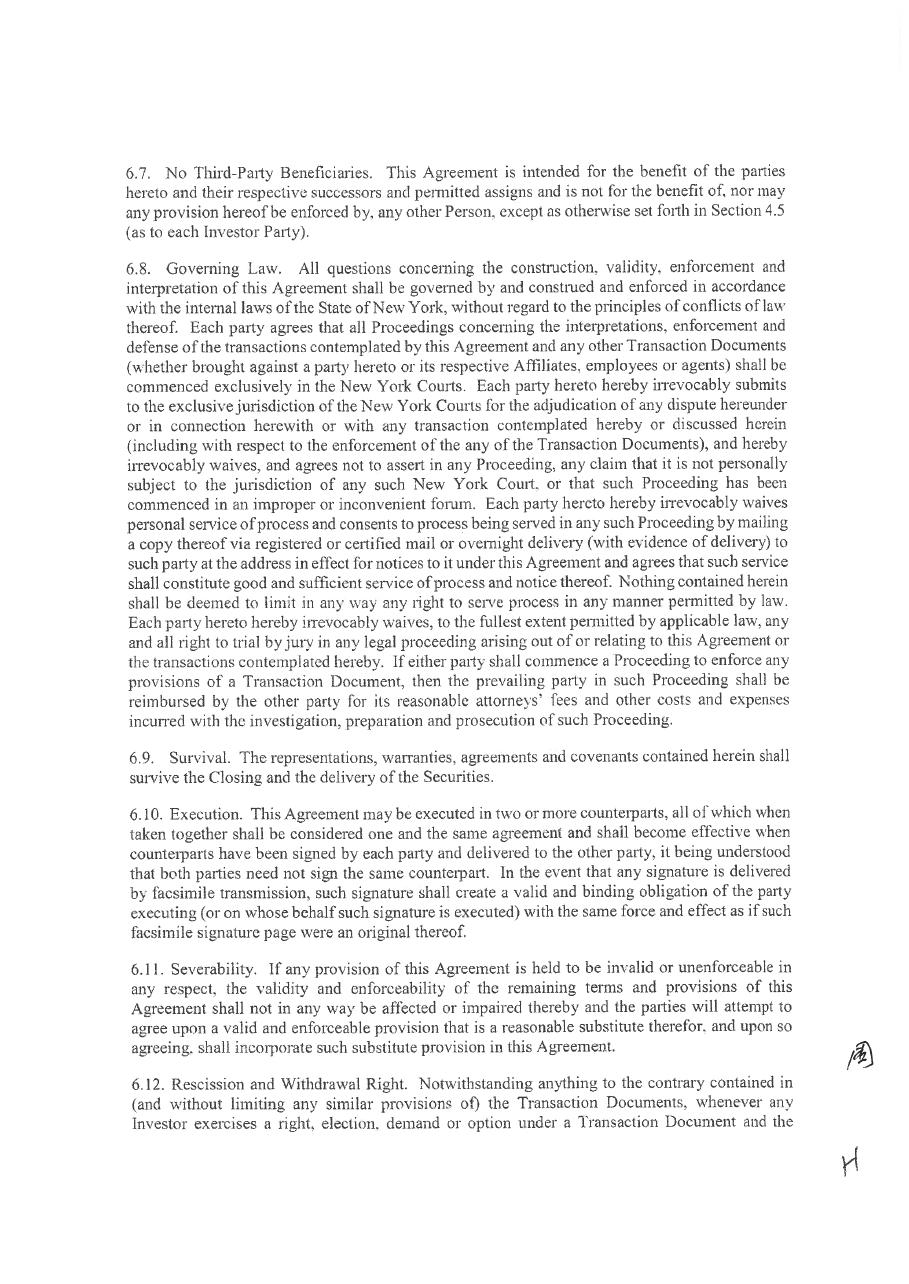 6.7. No Third-Party Beneficiaries. This Agreement is intended for the benefit of the parties
hereto and their respective successors and permitted assigns and is not for the benefit of, nor may
any provision hereof be enforced by, any other Person, except as otherwise set forth in Section 4.5
(as to each Investor Party).
6.8. Governing Law. All questions concerning the construction, validity, enforcement and
interpretation of this Agreement shall be governed by and construed and enforced in accordance
with the internal laws of the State of New York, without regard to the principles of conflicts of law
thereof. Each party agrees that all Proceedings concerning the interpretations, enforcement and
defense of the transactions contemplated by this Agreement and any other Transaction Documents
(whether brought against a party hereto or its respective Affiliates, employees or agents) shall be
commenced exclusively in the New York Courts. Each party hereto hereby irrevocably submits
to the exclusive jurisdiction of the New York Courts for the adjudication of any dispute hereunder
or in connection herewith or with any transaction contemplated hereby or discussed herein
(including with respect to the enforcement of the any of the Transaction Documents), and hereby
irrevocably waives, and agrees not to assert in any Proceeding, any claim that it is not personally
subject to the jurisdiction of any such New York Court, or that such Proceeding has been
commenced in an improper or inconvenient forum. Each party hereto hereby irrevocably waives
personal service of process and consents to process being served in any such Proceeding by mailing
a copy thereof via registered or certified mail or overnight delivery (with evidence of delivery) to
such party at the address in effect for notices to it under this Agreement and agrees that such service
shall constitute good and sufficient service of process and notice thereof. Nothing contained herein
shall be deemed to limit in any way any right to serve process in any manner permitted by law.
Each party hereto hereby irrevocably waives, to the fullest extent permitted by applicable law, any
and all right to trial by jury in any legal proceeding arising out of or relating to this Agreement or
the transactions contemplated hereby. If either party shall commence a Proceeding to enforce any
provisions of a Transaction Document, then the prevailing party in such Proceeding shall be
reimbursed by the other party for its reasonable attorneys' fees and other costs and expenses
incurred with the investigation, preparation and prosecution of such Proceeding.
6.9. Survival. The representations, warranties, agreements and covenants contained herein shall
survive the Closing and the delivery of the Securities.
6.10. Execution. This Agreement may be executed in two or more counterparts, all of which when
taken together shall be considered one and the same agreement and shall become effective when
counterparts have been signed by each party and delivered to the other party, it being understood
that both parties need not sign the same counterpart. In the event that any signature is delivered
by facsimile transmission, such signature shall create a valid and binding obligation of the party
executing (or on whose behalf such signature is executed) with the same force and effect as if such
facsimile signature page were an original thereof.
6.11. Severability. If any provision of this Agreement is held to be invalid or unenforceable in
any respect, the validity and enforceability of the remaining terms and provisions of this
Agreement shall not in any way be affected or impaired thereby and the parties will attempt to
agree upon a valid and enforceable provision that is a reasonable substitute therefor, and upon so
agreeing, shall incorporate such substitute provision in this Agreement.
6.12. Rescission and Withdrawal Right. Notwithstanding anything to the contrary contained in
(and without limiting any similar provisions of) the Transaction Documents, whenever any
Investor exercises a right, election, demand or option under a Transaction Document and the